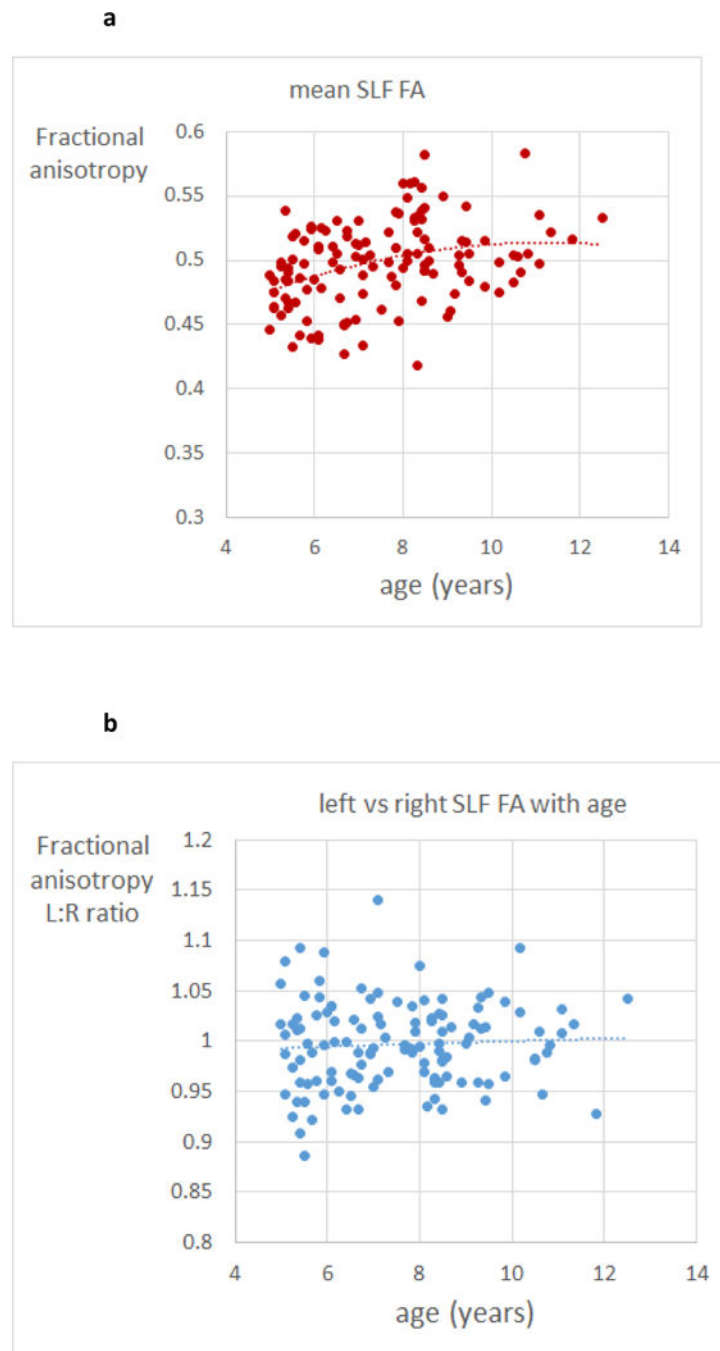 a
mean SLF FA
Fractional
anisotropy
0.6
0.55
0.5
0.45
0.4
0.35
0.3
4 6 8 10 12 14
age (years)
b
left vs right SLF FA with age
Fractional
anisotropy
L:R ratio
1.2
1.15
1.1
1.05
1
0.95
0.9
0.85
0.8
4 6 8 10 12 14
age (years)